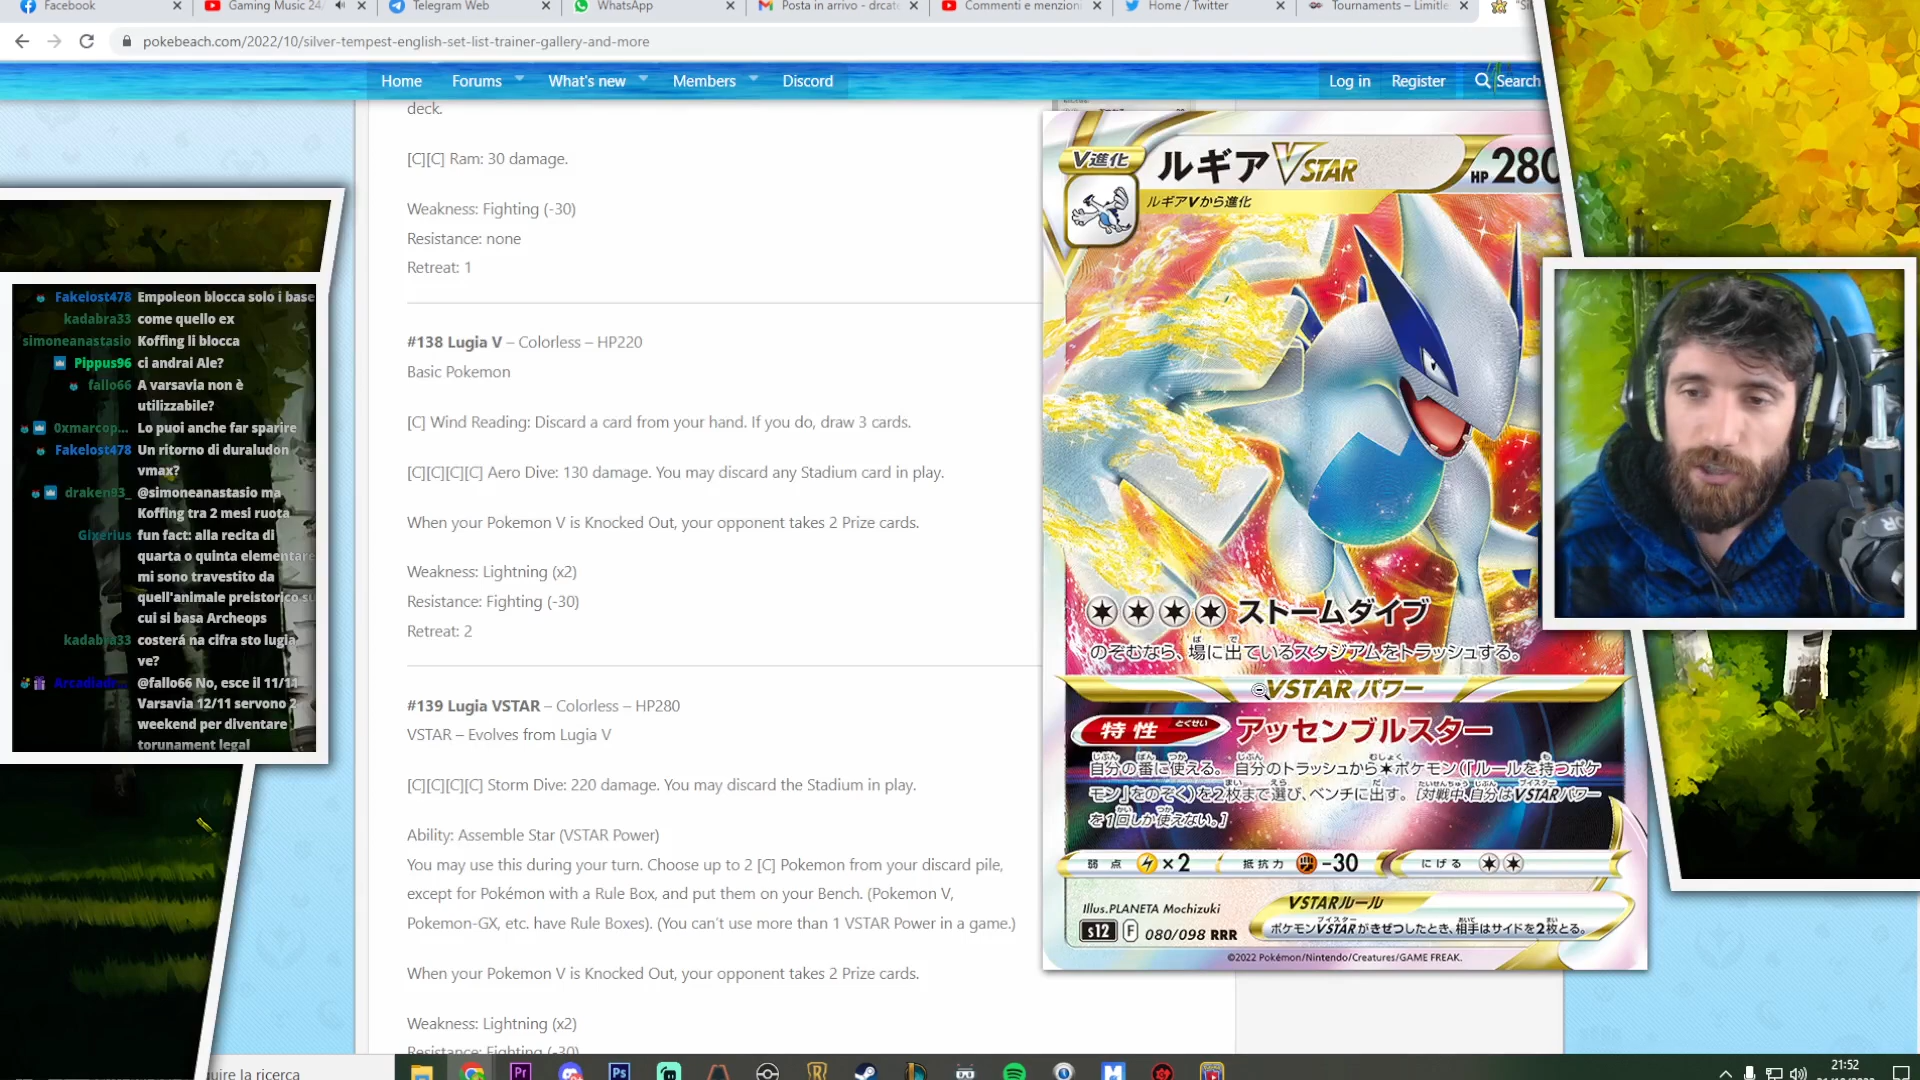 Facebook
Gaming Music 24/
Telegram Web
WhatsApp
Posta in arrivo - drcate
Commenti e menzion
Home / Twitter
Tournaments – Limitle
pokebeach.com/2022/10/silver-tempest-english-set-list-trainer-gallery-and-more
Home Forums What's new Members Discord
Log in Register Search
deck.
[C][C] Ram: 30 damage.
Weakness: Fighting (-30)
Resistance: none
Retreat: 1
#138 Lugia V – Colorless – HP220
Basic Pokemon
[C] Wind Reading: Discard a card from your hand. If you do, draw 3 cards.
[C][C][C][C] Aero Dive: 130 damage. You may discard any Stadium card in play.
When your Pokemon V is Knocked Out, your opponent takes 2 Prize cards.
Weakness: Lightning (x2)
Resistance: Fighting (-30)
Retreat: 2
#139 Lugia VSTAR – Colorless – HP280
VSTAR – Evolves from Lugia V
[C][C][C][C] Storm Dive: 220 damage. You may discard the Stadium in play.
Ability: Assemble Star (VSTAR Power)
You may use this during your turn. Choose up to 2 [C] Pokemon from your discard pile,
except for Pokémon with a Rule Box, and put them on your Bench. (Pokemon V,
Pokemon-GX, etc. have Rule Boxes). (You can't use more than 1 VSTAR Power in a game.)
When your Pokemon V is Knocked Out, your opponent takes 2 Prize cards.
Weakness: Lightning (x2)
Resistance: Fighting (-30)
Fakelost478 Empoleon blocca solo i base
kadabra33 come quello ex
simoneanastasio Koffing li blocca
Pippus96 ci andrai Ale?
fallo66 A varsavia non è
utilizzabile?
0xmarcop... Lo puoi anche far sparire
Fakelost478 Un ritorno di duraludon
vmax?
draken93_ @simoneanastasio ma
Koffing tra 2 mesi ruota
Gixerius fun fact: alla recita di
quarta o quinta elementare
mi sono travestito da
quell'animale preistorico su
cui si basa Archeops
kadabra33 costerá na cifra sto lugia
ve?
@fallo66 No, esce il 11/11
Varsavia 12/11 servono 2
weekend per diventare
torunament legal
V進化
ルギア VSTAR
HP 280
ルギアVから進化
ストームダイブ
のぞむなら、場に出ているスタジアムをトラッシュする。
VSTARパワー
特性 アッセンブルスター
自分の番に使える。自分のトラッシュから ポケモン(「ルールを持つポケ
モン」をのぞく)を2枚まで選び、ベンチに出す。[対戦中、自分はVSTARパワー
を1回しか使えない。]
弱点 ×2 抵抗力 -30 にげる
Illus.PLANETA Mochizuki
S12 F 080/098 RRR
VSTARルール
ポケモンVSTARがきぜつしたとき、相手はサイドを2枚とる。
©2022 Pokémon/Nintendo/Creatures/GAME FREAK.
uire la ricerca
21:52